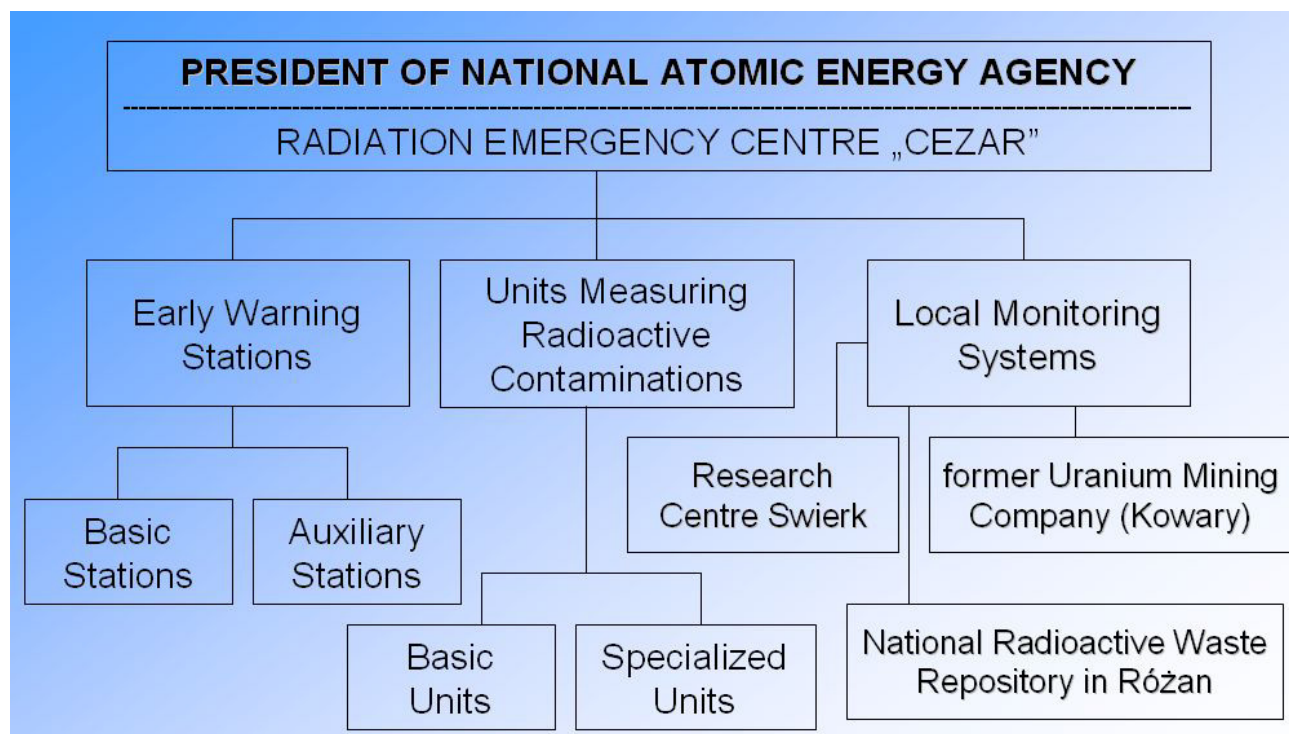 PRESIDENT OF NATIONAL ATOMIC ENERGY AGENCY
RADIATION EMERGENCY CENTRE „CEZAR”
Early Warning
Stations
Units Measuring
Radioactive
Contaminations
Local Monitoring
Systems
Basic
Stations
Auxiliary
Stations
Basic
Units
Specialized
Units
Research
Centre Swierk
former Uranium Mining
Company (Kowary)
National Radioactive Waste
Repository in Różan